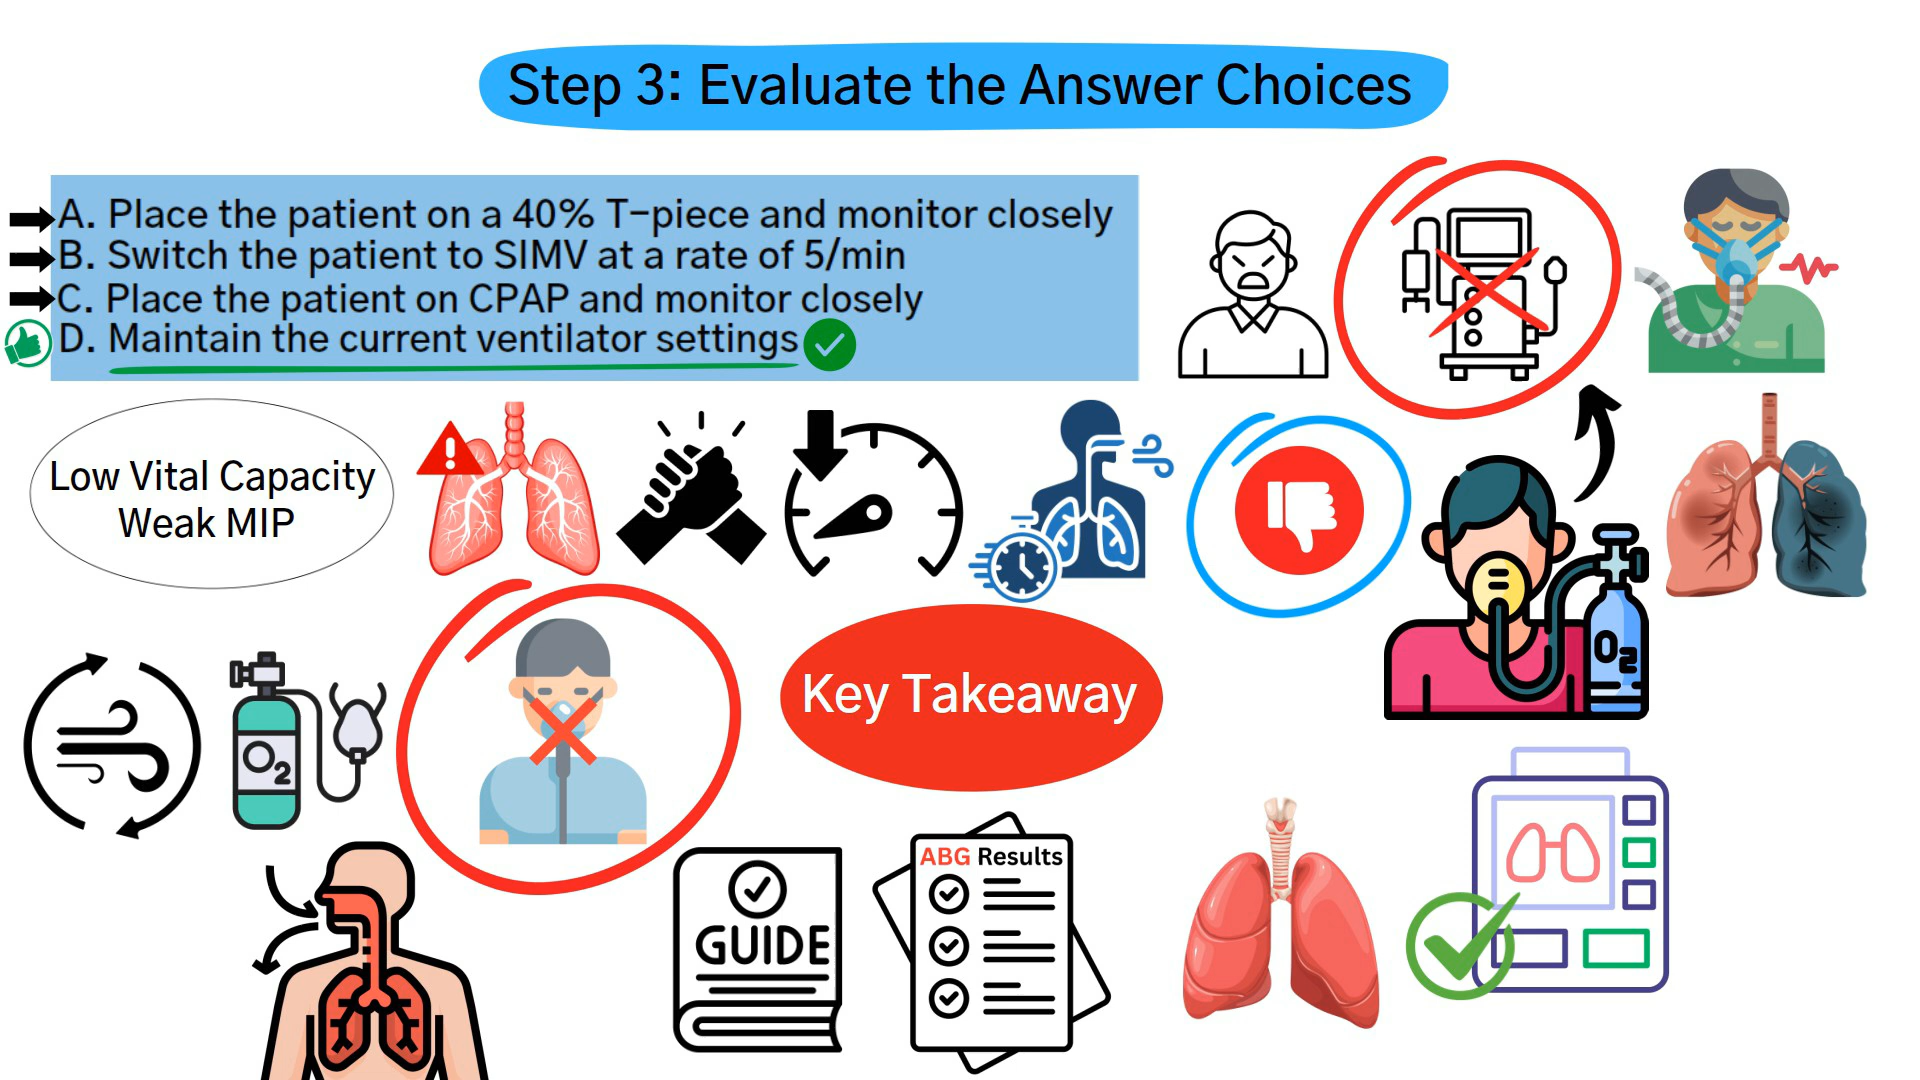 Step 3: Evaluate the Answer Choices
A. Place the patient on a 40% T-piece and monitor closely
B. Switch the patient to SIMV at a rate of 5/min
C. Place the patient on CPAP and monitor closely
D. Maintain the current ventilator settings
Low Vital Capacity
Weak MIP
O2
O2
Key Takeaway
GUIDE
ABG Results